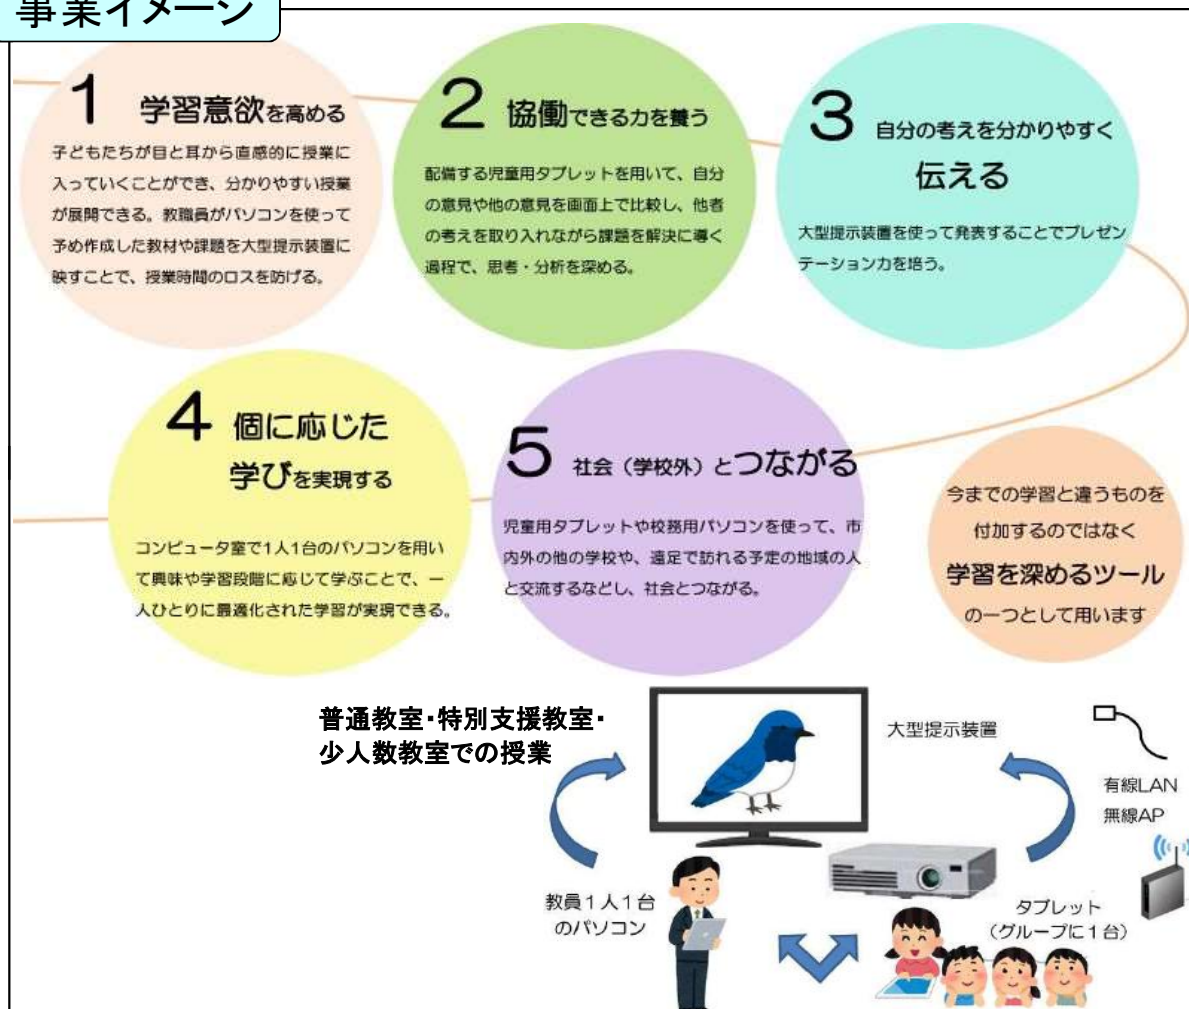 事業イメージ
1 学習意欲を高める
子どもたちが目と耳から直感的に授業に
入っていくことができ、分かりやすい授業
が展開できる。教職員がパソコンを使って
予め作成した教材や課題を大型提示装置に
映すことで、授業時間のロスを防げる。
2 協働できる力を養う
配備する児童用タブレットを用いて、自分
の意見や他の意見を画面上で比較し、他者
の考えを取り入れながら課題を解決に導く
過程で、思考・分析を深める。
3 自分の考えを分かりやすく
伝える
大型提示装置を使って発表することでプレゼン
テーション力を培う。
4 個に応じた
学びを実現する
コンピュータ室で1人1台のパソコンを用い
て興味や学習段階に応じて学ぶことで、一
人ひとりに最適化された学習が実現できる。
5 社会（学校外）とつながる
児童用タブレットや校務用パソコンを使って、市
内外の他の学校や、遠足で訪れる予定の地域の人
と交流するなどし、社会とつながる。
今までの学習と違うものを
付加するのではなく
学習を深めるツール
の一つとして用います
普通教室・特別支援教室・
少人数教室での授業
大型提示装置
有線LAN
無線AP
教員1人1台
のパソコン
タブレット
（グループに1台）